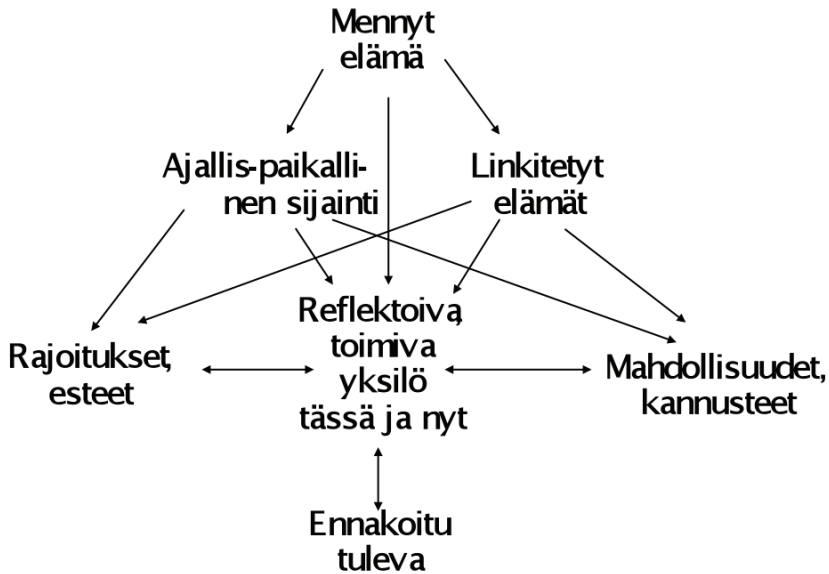 Mennyt
elämä
Ajallis-paikalli-
nen sijainti
Linkitetyt
elämät
Rajoitukset,
esteet
Reflektoiva,
toimiva
yksilö
tässä ja nyt
Mahdollisuudet,
kannusteet
Ennakoitu
tuleva